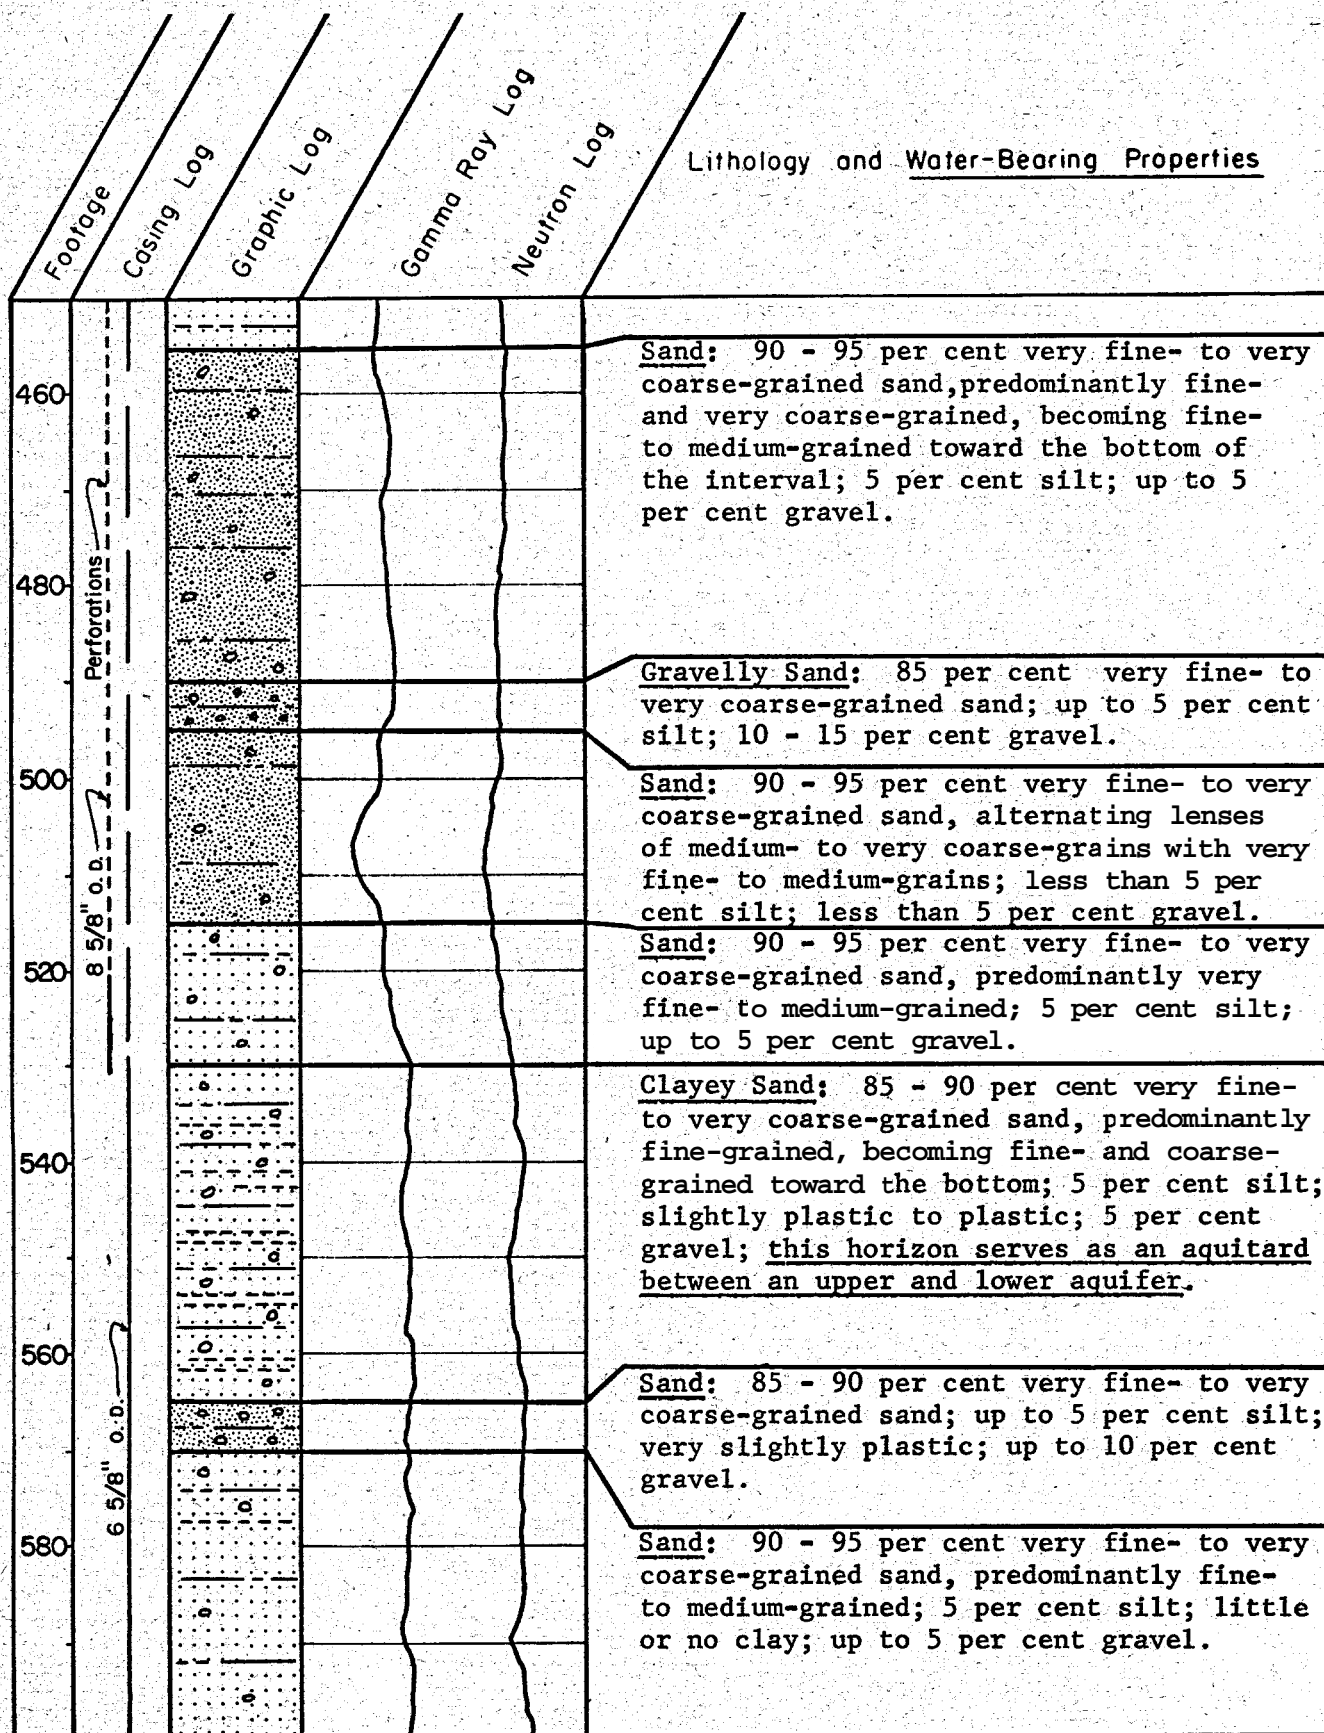 Footage
Casing Log
Graphic Log
Gamma Ray Log
Neutron Log
Lithology and Water-Bearing Properties
460
480
500
520
540
560
580
Perforations
8 5/8" O.D.
6 5/8" O.D.
Sand: 90 - 95 per cent very fine- to very
coarse-grained sand, predominantly fine-
and very coarse-grained, becoming fine-
to medium-grained toward the bottom of
the interval; 5 per cent silt; up to 5
per cent gravel.
Gravelly Sand: 85 per cent very fine- to
very coarse-grained sand; up to 5 per cent
silt; 10 - 15 per cent gravel.
Sand: 90 - 95 per cent very fine- to very
coarse-grained sand, alternating lenses
of medium- to very coarse-grains with very
fine- to medium-grains; less than 5 per
cent silt; less than 5 per cent gravel.
Sand: 90 - 95 per cent very fine- to very
coarse-grained sand, predominantly very
fine- to medium-grained; 5 per cent silt;
up to 5 per cent gravel.
Clayey Sand: 85 - 90 per cent very fine-
to very coarse-grained sand, predominantly
fine-grained, becoming fine- and coarse-
grained toward the bottom; 5 per cent silt;
slightly plastic to plastic; 5 per cent
gravel; this horizon serves as an aquitard
between an upper and lower aquifer.
Sand: 85 - 90 per cent very fine- to very
coarse-grained sand; up to 5 per cent silt;
very slightly plastic; up to 10 per cent
gravel.
Sand: 90 - 95 per cent very fine- to very
coarse-grained sand, predominantly fine-
to medium-grained; 5 per cent silt; little
or no clay; up to 5 per cent gravel.